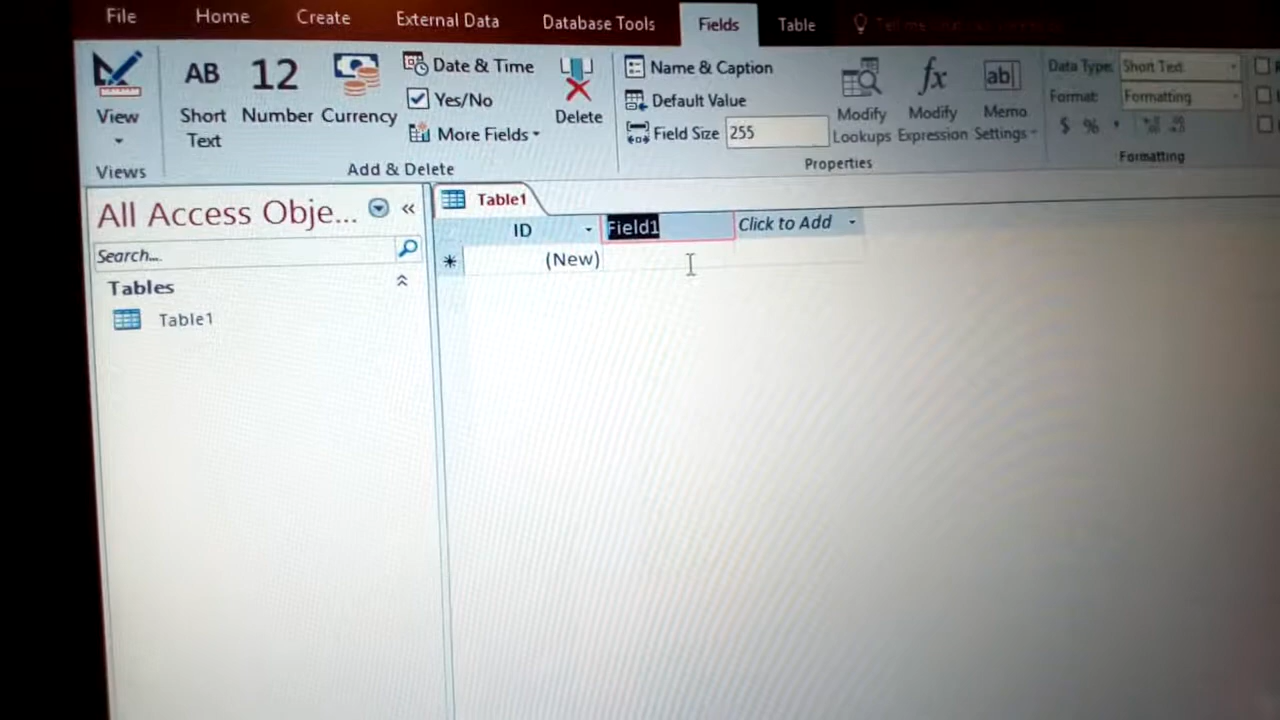 File Home Create External Data Database Tools Fields Table Tell me
View
Views
AB
Short
Text
12
Number
Currency
Date & Time
Yes/No
More Fields
Delete
Add & Delete
Name & Caption
Default Value
Field Size 255
Modify
Lookups
fx
Modify
Expression
ab
Memo
Settings
Properties
Data Type: Short Text
Format: Formatting
$ %
Formatting
All Access Obje... «
Search...
Tables
Table1
Table1
ID Field1 Click to Add
* (New)